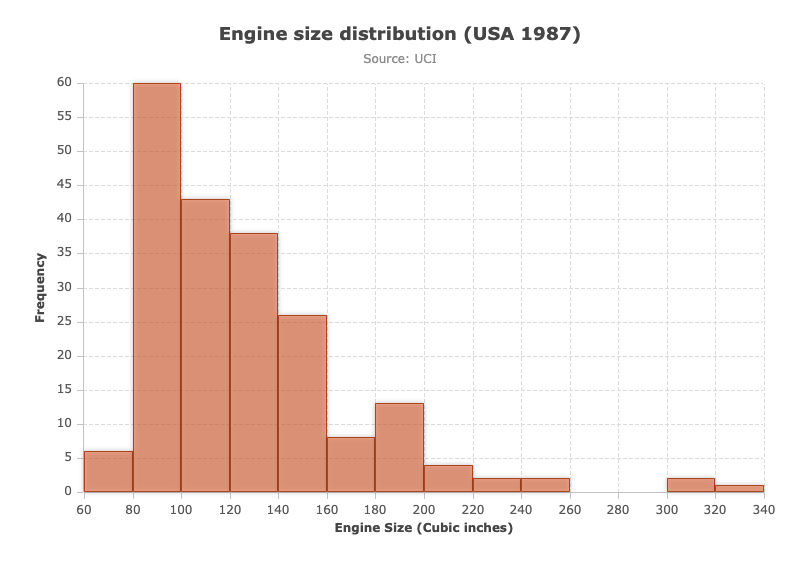 Engine size distribution (USA 1987)
Source: UCI
60
55
50
45
40
35
30
25
20
15
10
5
0
Frequency
60 80 100 120 140 160 180 200 220 240 260 280 300 320 340
Engine Size (Cubic inches)